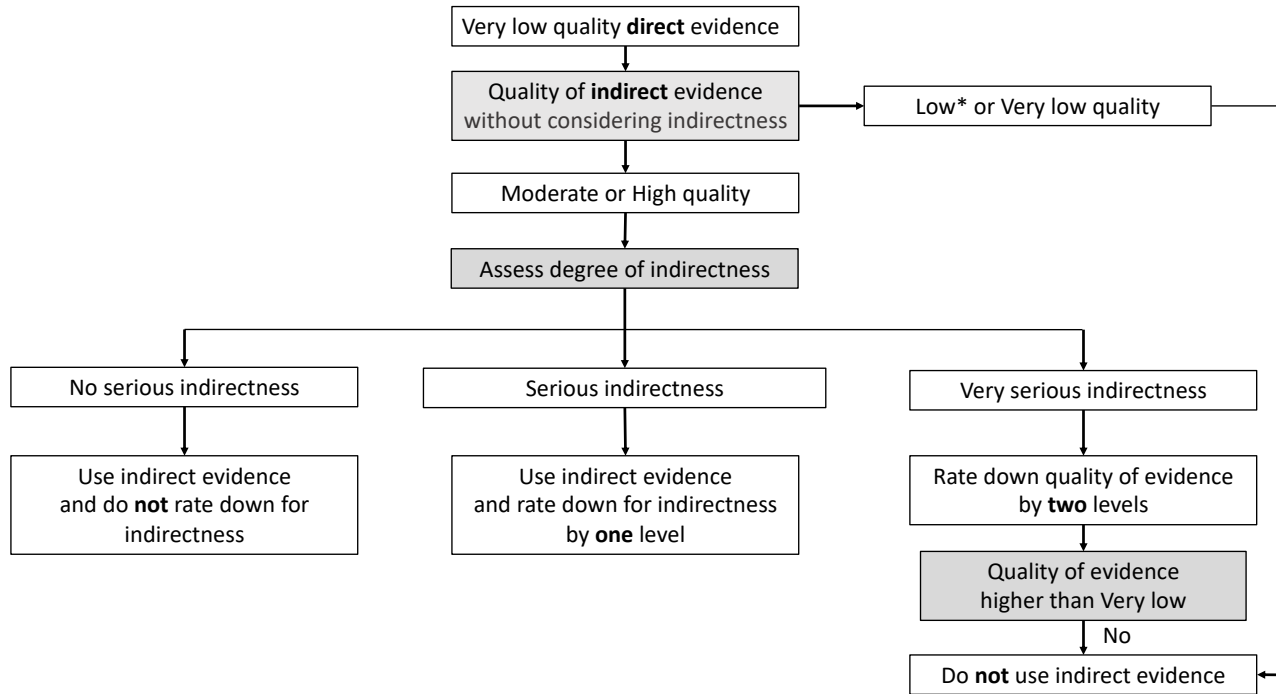 Very low quality direct evidence
Quality of indirect evidence
without considering indirectness
Low* or Very low quality
Moderate or High quality
Assess degree of indirectness
No serious indirectness
Serious indirectness
Very serious indirectness
Use indirect evidence
and do not rate down for
indirectness
Use indirect evidence
and rate down for indirectness
by one level
Rate down quality of evidence
by two levels
Quality of evidence
higher than Very low
No
Do not use indirect evidence